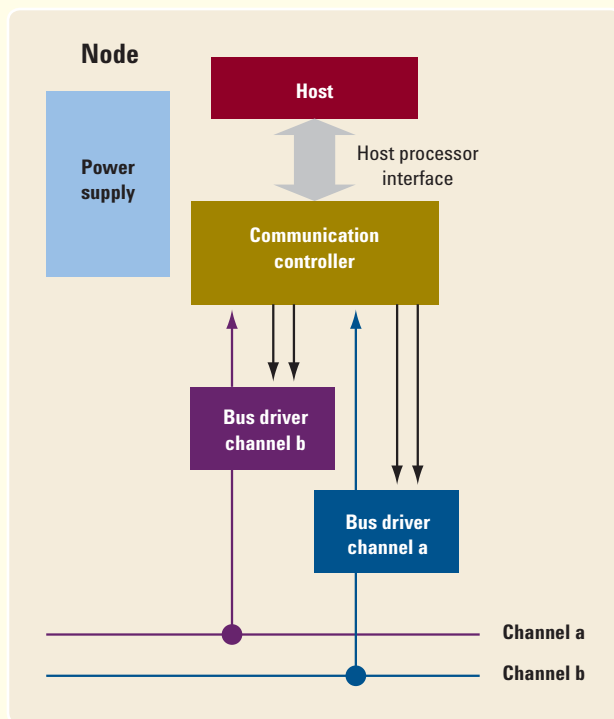 Node
Host
Power
supply
Host processor
interface
Communication
controller
Bus driver
channel b
Bus driver
channel a
Channel a
Channel b